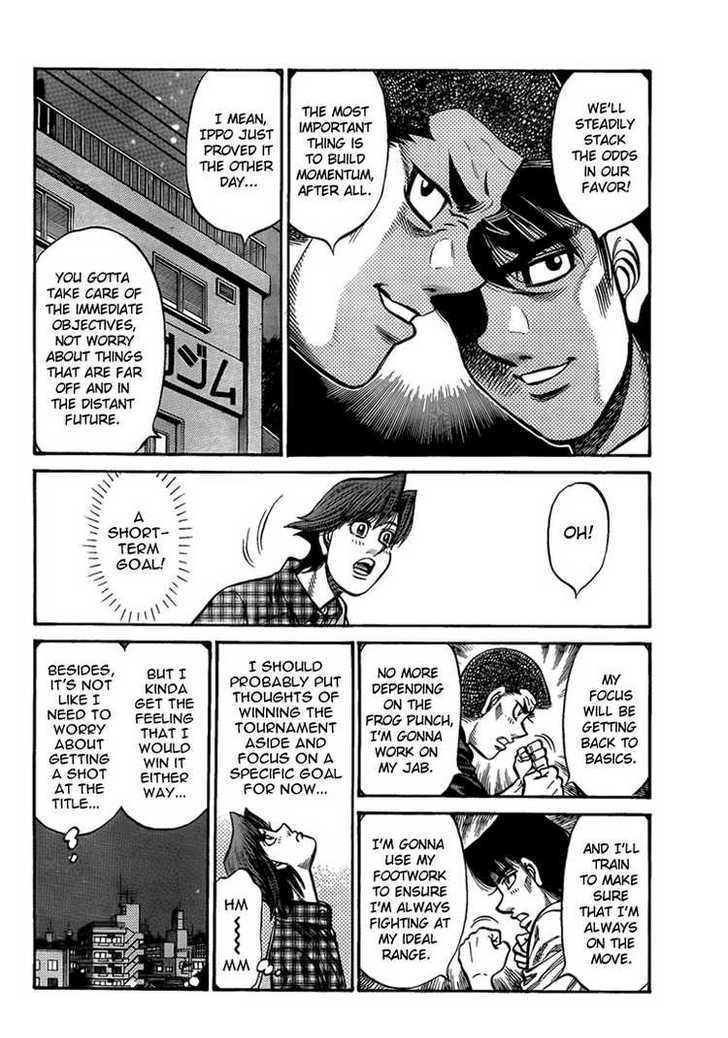 WE'LL
STEADILY
STACK
THE ODDS
IN OUR
FAVOR!
THE MOST
IMPORTANT
THING IS
TO BUILD
MOMENTUM,
AFTER ALL.
I MEAN,
IPPO JUST
PROVED IT
THE OTHER
DAY...
YOU GOTTA
TAKE CARE OF
THE IMMEDIATE
OBJECTIVES,
NOT WORRY
ABOUT THINGS
THAT ARE FAR
OFF AND IN
THE DISTANT
FUTURE.
ジム
OH!
A
SHORT-
TERM
GOAL!
MY
FOCUS
WILL BE
GETTING
BACK TO
BASICS.
NO MORE
DEPENDING
ON THE
FROG PUNCH,
I'M GONNA
WORK ON
MY JAB.
AND I'LL
TRAIN
TO MAKE
SURE
THAT I'M
ALWAYS
ON THE
MOVE.
I'M GONNA
USE MY
FOOTWORK
TO ENSURE
I'M ALWAYS
FIGHTING AT
MY IDEAL
RANGE.
I SHOULD
PROBABLY PUT
THOUGHTS OF
WINNING THE
TOURNAMENT
ASIDE AND
FOCUS ON A
SPECIFIC GOAL
FOR NOW...
HM
MM
BUT I
KINDA
GET THE
FEELING
THAT I
WOULD
WIN IT
EITHER
WAY...
BESIDES,
IT'S NOT
LIKE I
NEED TO
WORRY
ABOUT
GETTING
A SHOT
AT THE
TITLE...